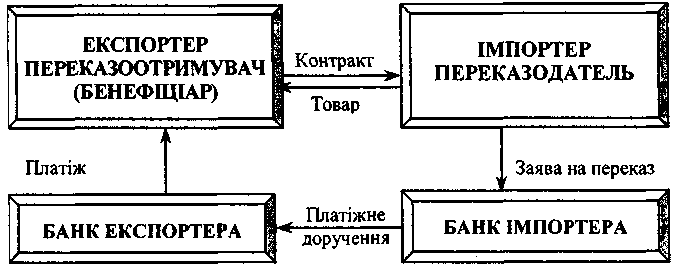 ЕКСПОРТЕР
ПЕРЕКАЗООТРИМУВАЧ
(БЕНЕФІЦІАР)
Контракт
Товар
ІМПОРТЕР
ПЕРЕКАЗОДАТЕЛЬ
Платіж
Заява на переказ
БАНК ЕКСПОРТЕРА
Платіжне
доручення
БАНК ІМПОРТЕРА